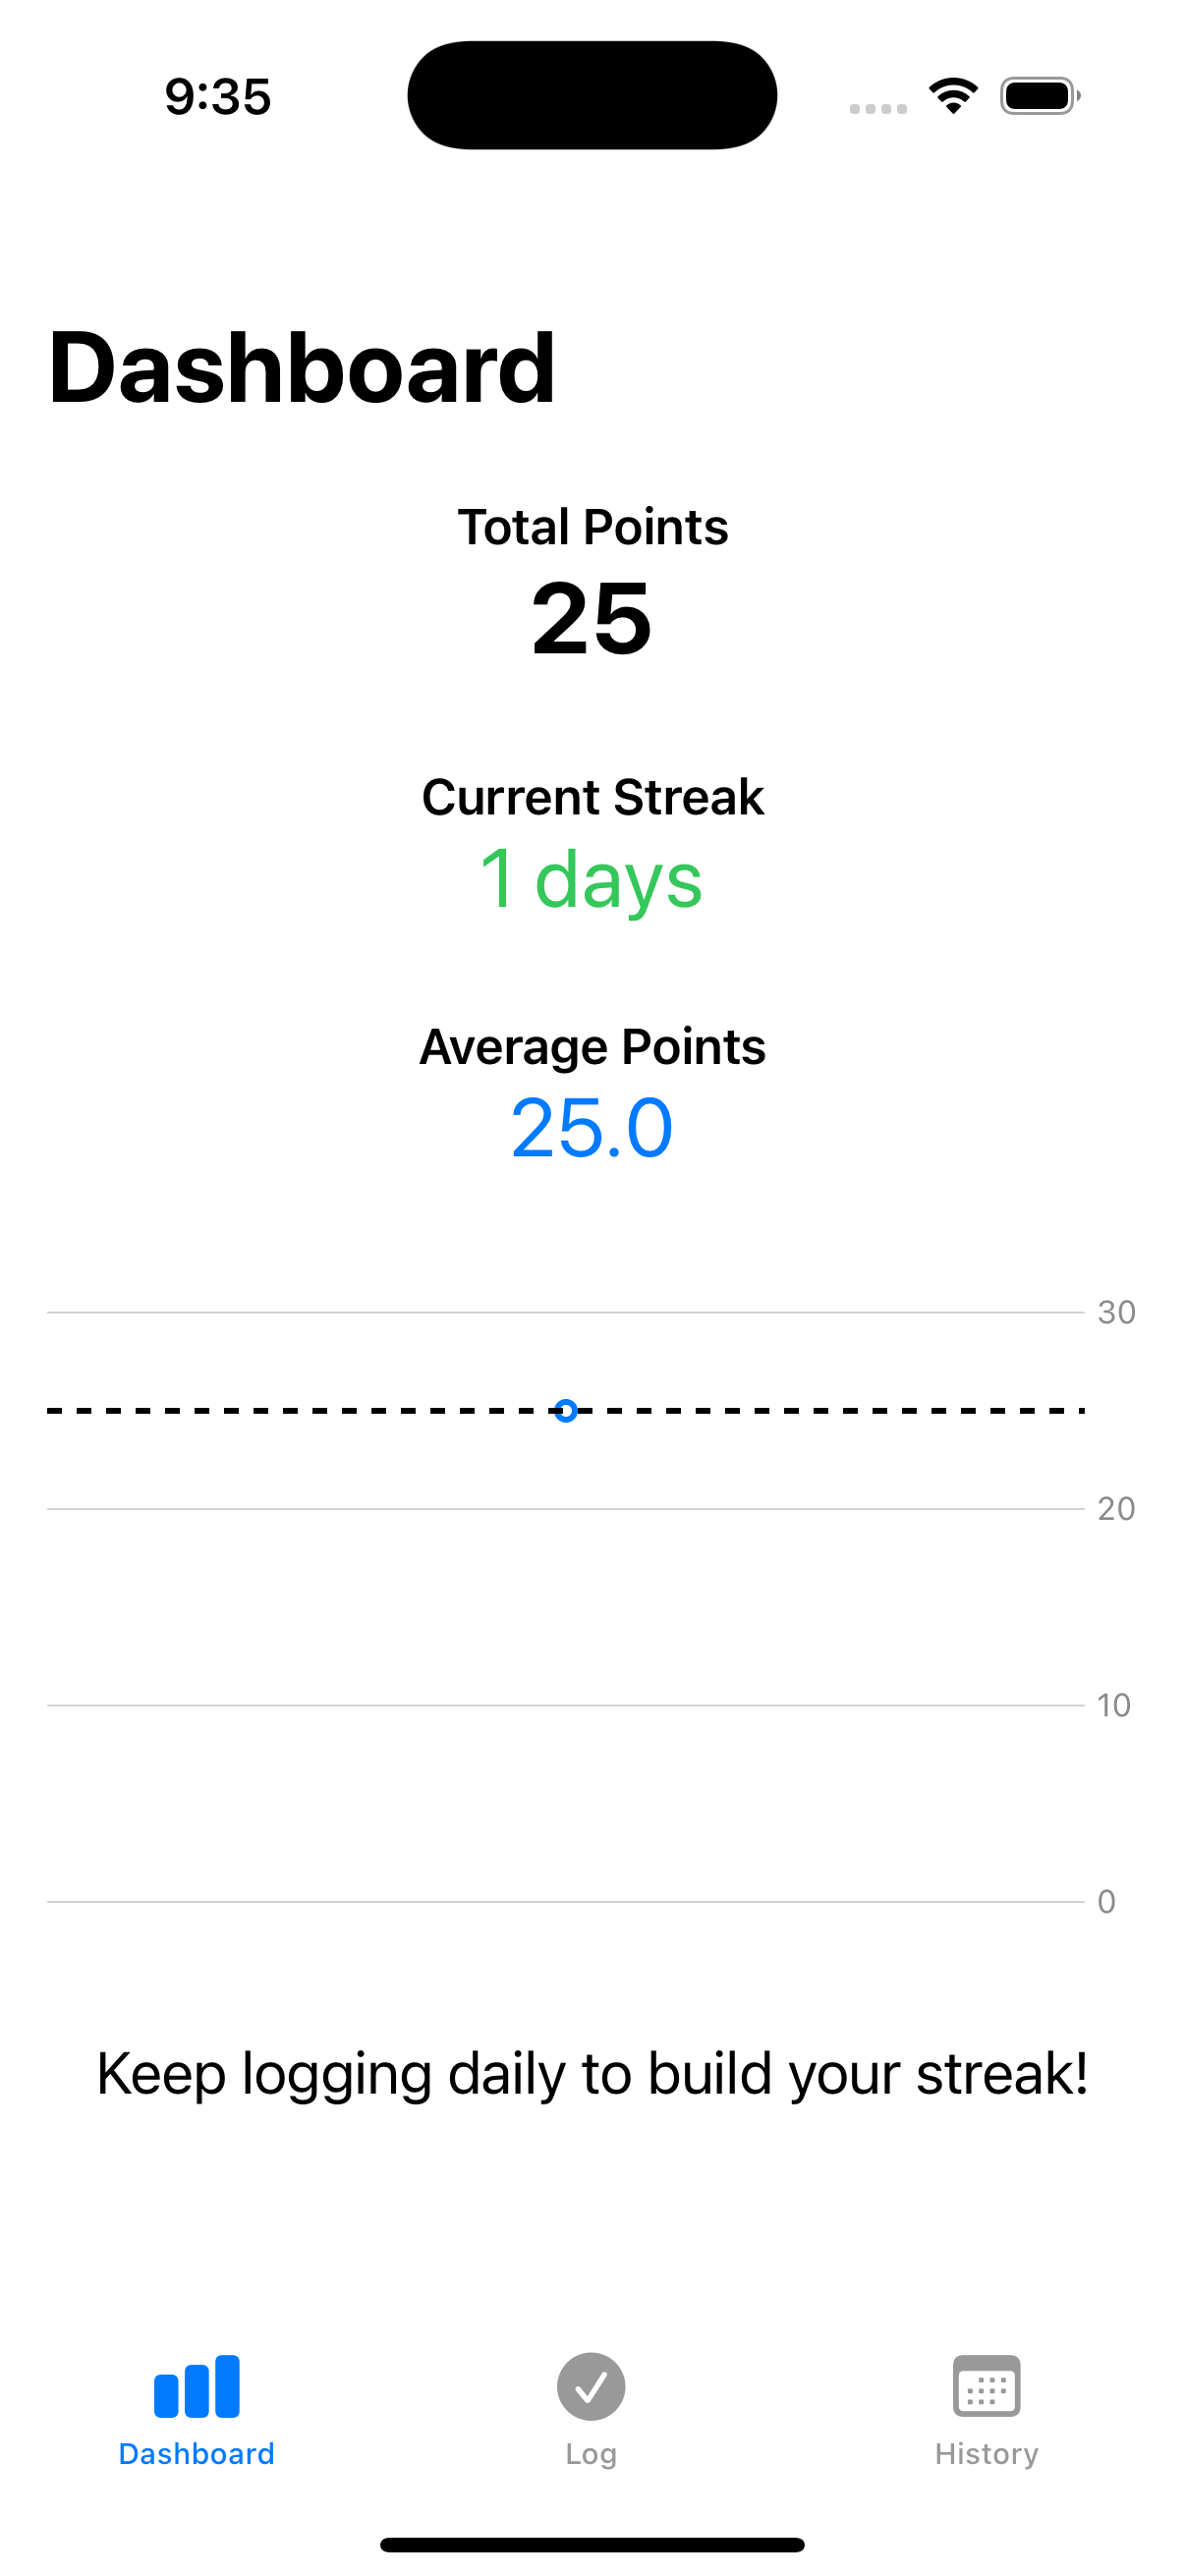 9:35
Dashboard
Total Points
25
Current Streak
1 days
Average Points
25.0
30
20
10
0
Keep logging daily to build your streak!
Dashboard
Log
History